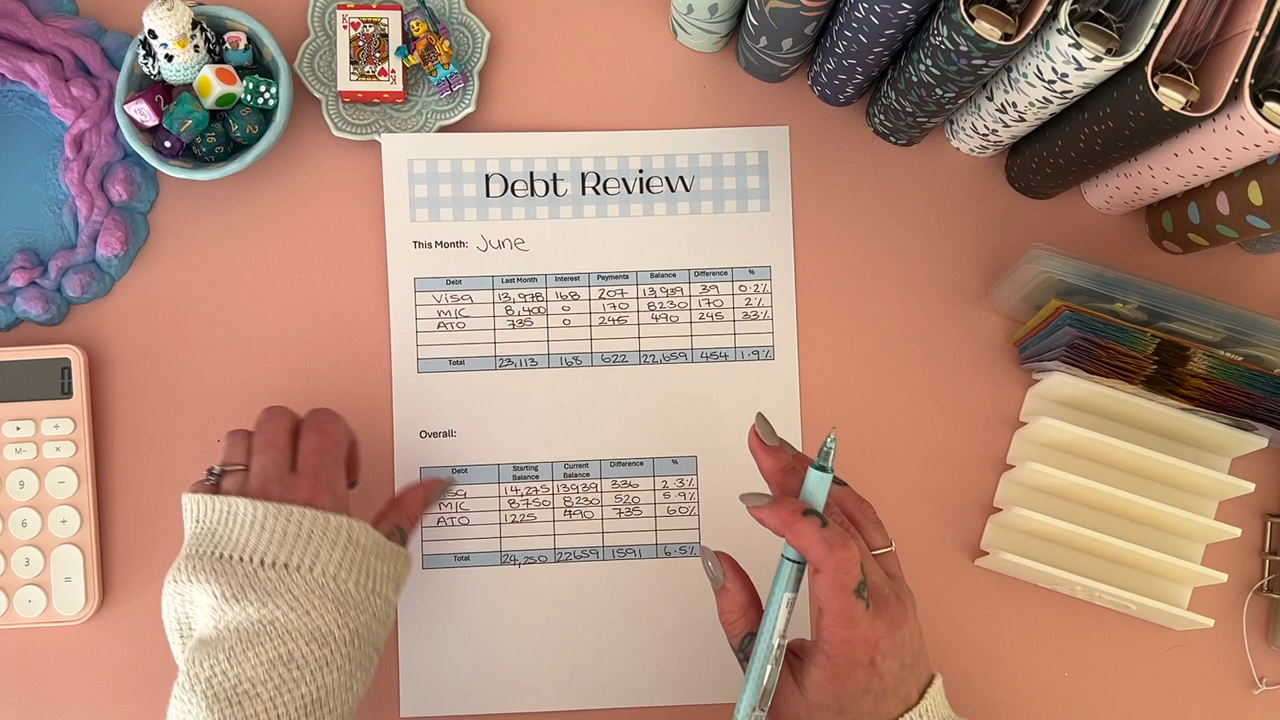 Debt Review
This Month: June
Debt Last Month Interest Payments Balance Difference %
Visa 13,978 168 207 13,939 39 0.2%
M/C 8,400 0 170 8230 170 2%
ATO 735 0 245 490 245 33%
Total 23,113 168 622 22,659 454 1.9%
Overall:
Debt Starting Balance Current Balance Difference %
14,275 13939 336 2.3%
M/C 8750 8230 520 5.9%
ATO 1225 490 735 60%
Total 24,250 22659 1591 6.5%
K
K
0
÷
M- ×
9 −
6 +
3 =
.